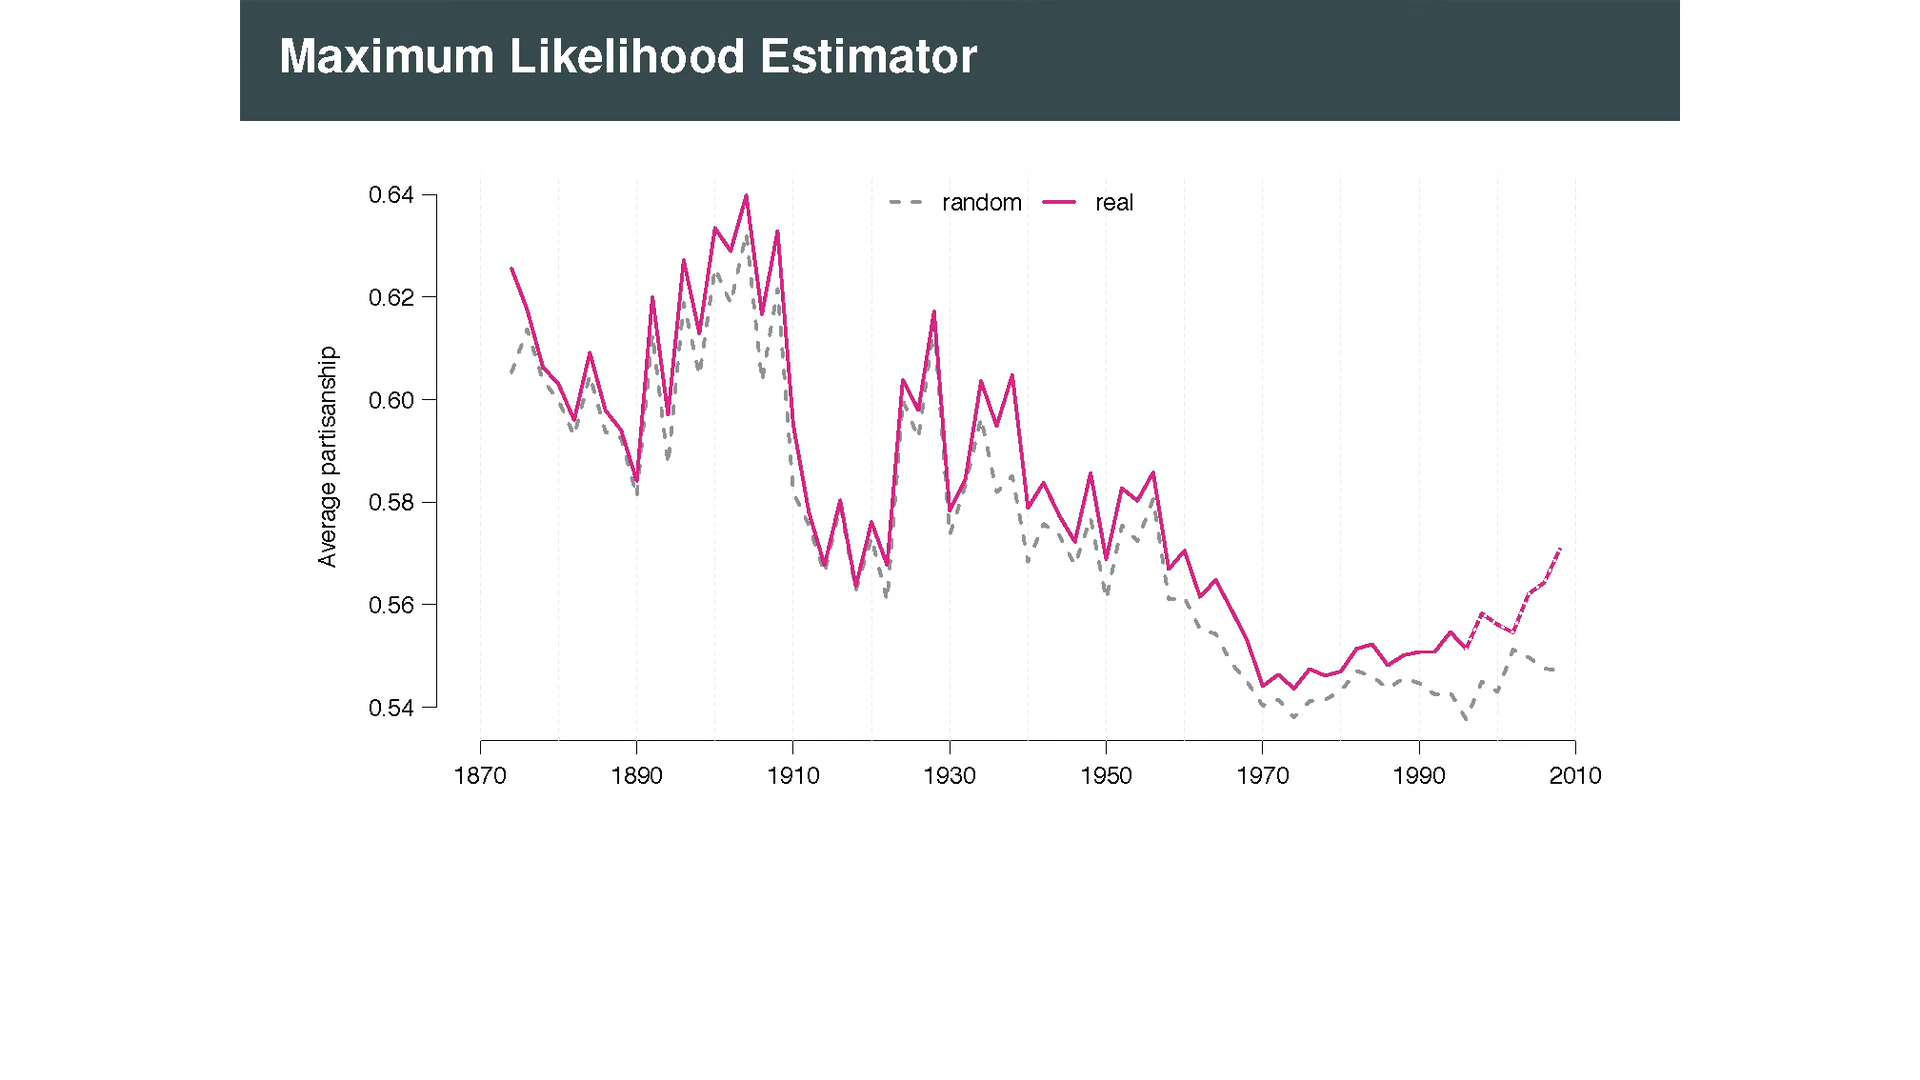 Maximum Likelihood Estimator
random real
Average partisanship
0.64
0.62
0.60
0.58
0.56
0.54
1870 1890 1910 1930 1950 1970 1990 2010